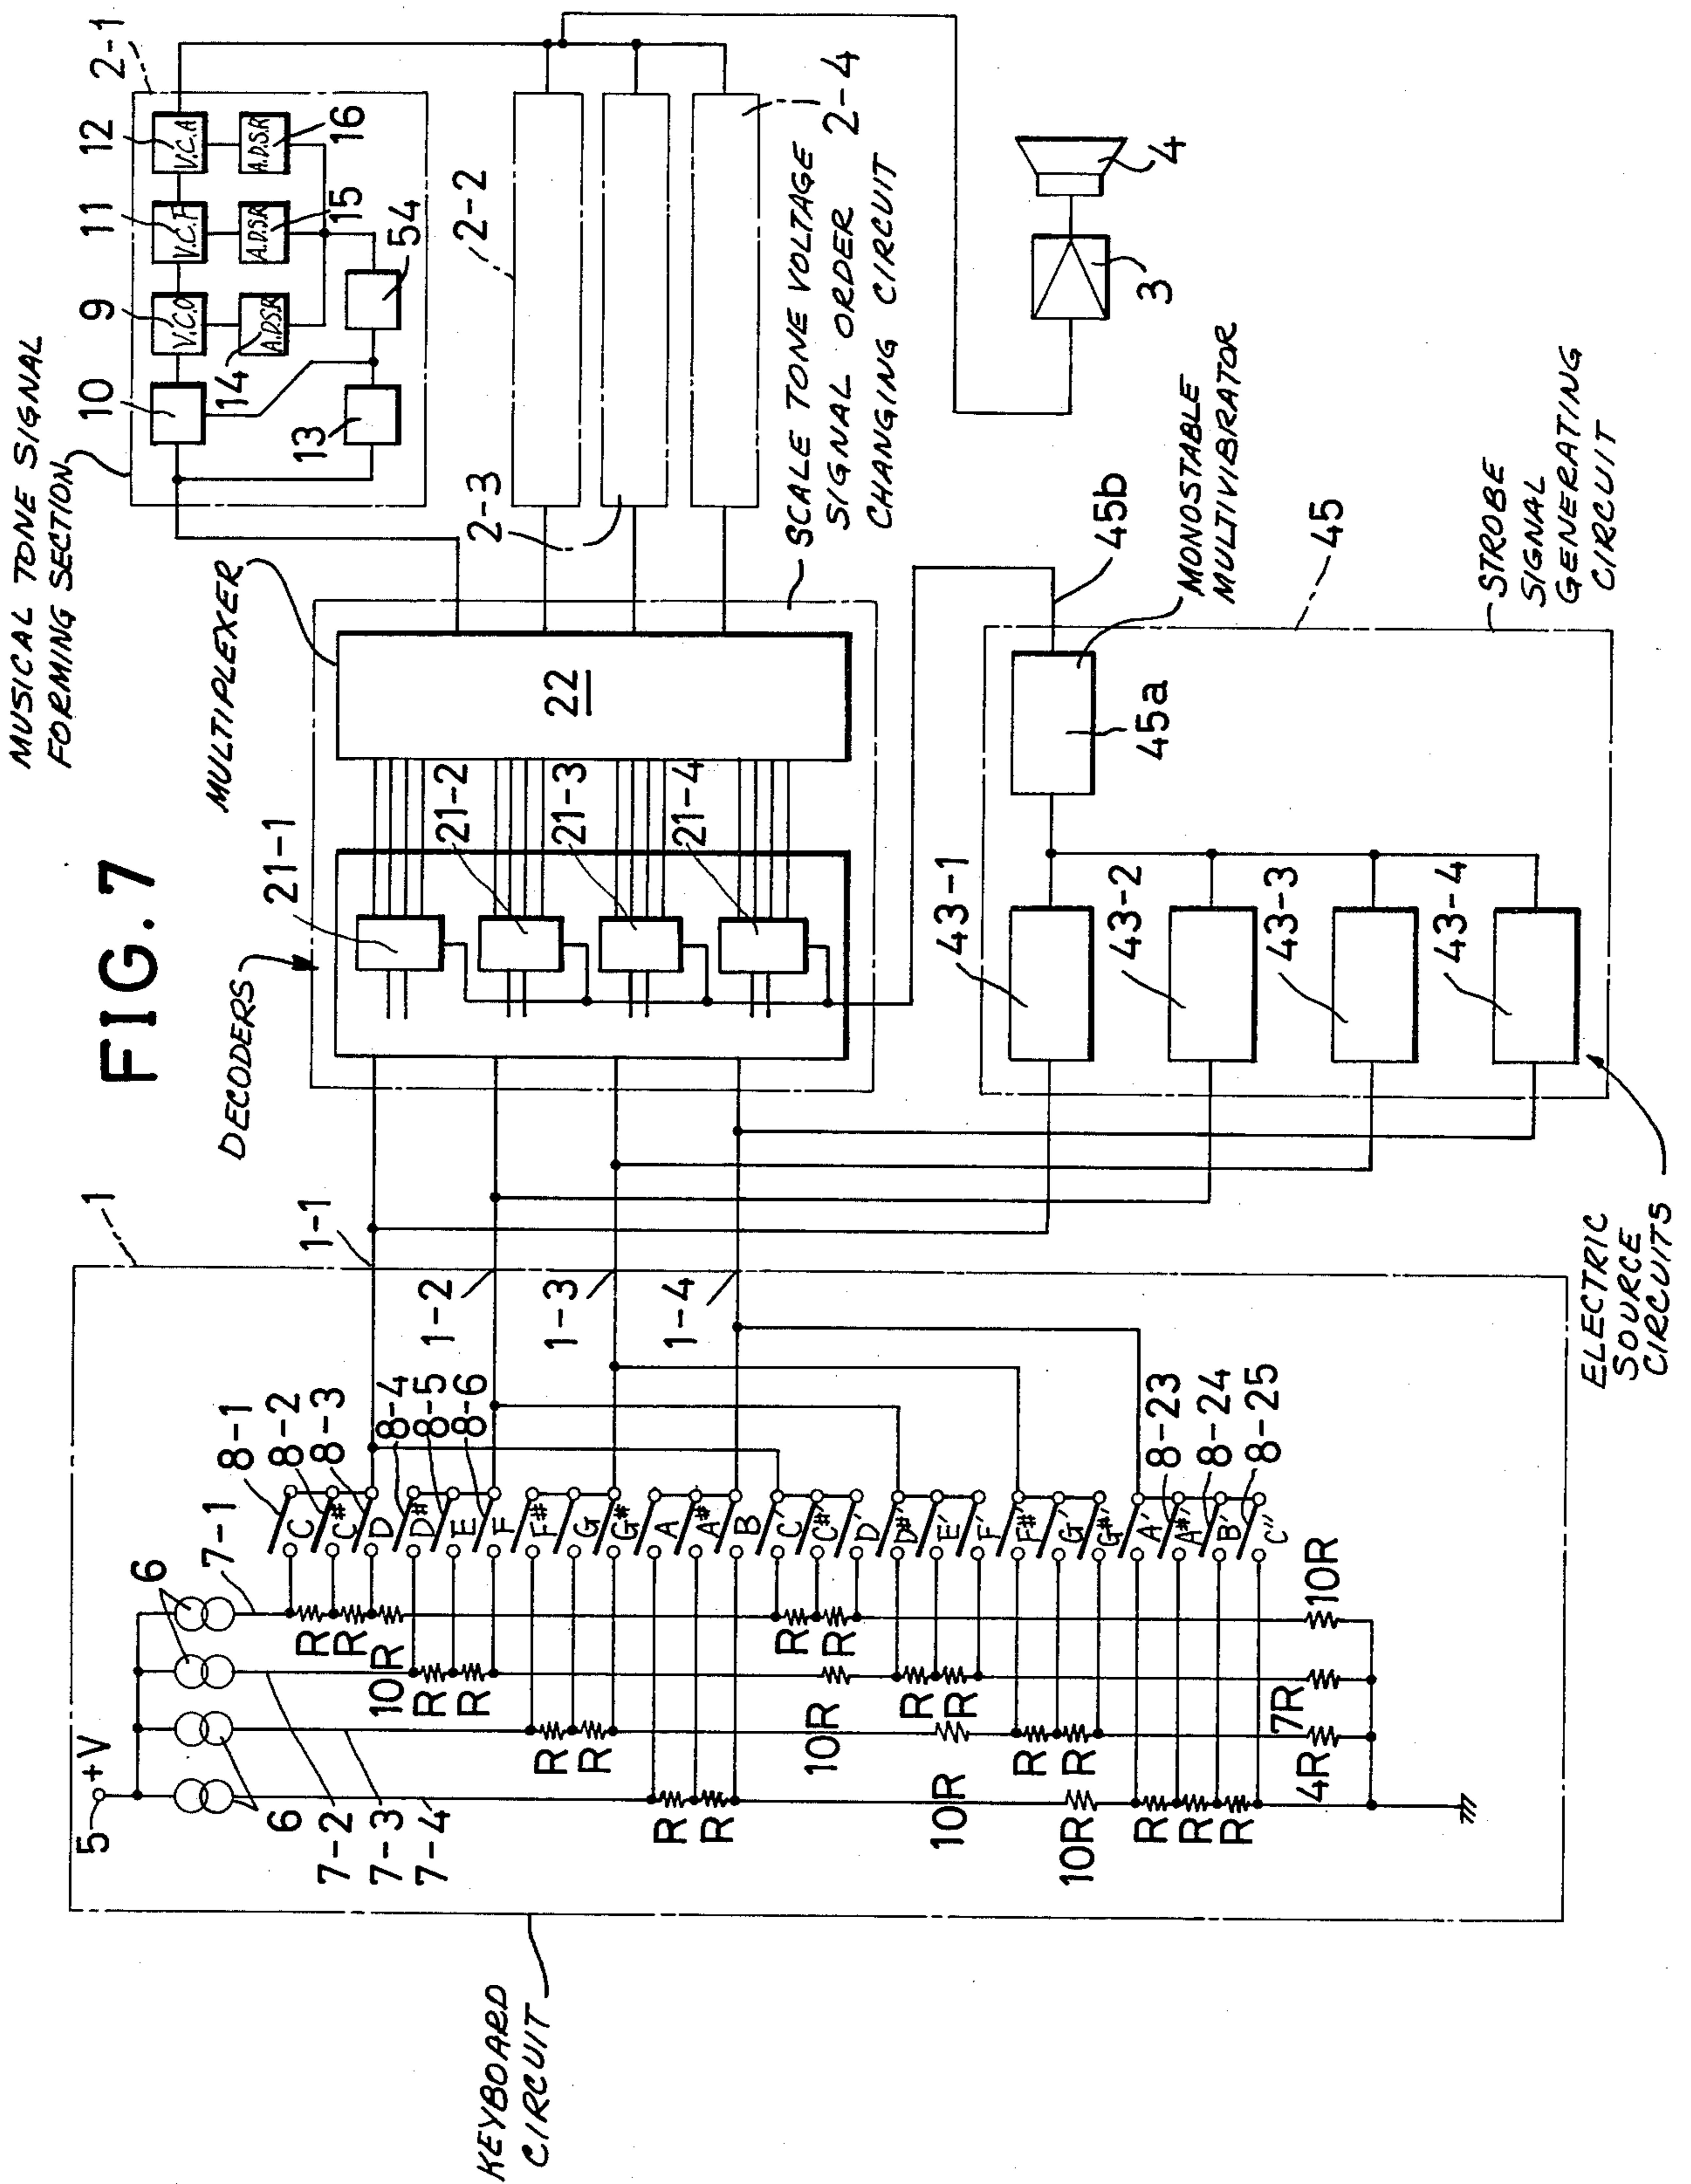 FIG. 7
MUSICAL TONE SIGNAL
FORMING SECTION
10
9
11
12
2-1
V.C.O
V.C.F
V.C.A
A.D.S.R
A.D.S.R
A.D.S.R
14
15
16
13
54
2-2
2-3
2-4
MULTIPLEXER
22
SCALE TONE VOLTAGE
SIGNAL ORDER
CHANGING CIRCUIT
3
4
DECODERS
21-1
21-2
21-3
21-4
45b
MONOSTABLE
MULTIVIBRATOR
45
STROBE
SIGNAL
GENERATING
CIRCUIT
45a
43-1
43-2
43-3
43-4
ELECTRIC
SOURCE
CIRCUITS
1
1-1
1-2
1-3
1-4
8-1
8-2
8-3
8-4
8-5
8-6
8-23
8-24
8-25
C
C#
D
D#
E
F
F#
G
G#
A
A#
B
C'
C#'
D'
D#'
E'
F'
F#'
G'
G#'
A'
A#'
B'
C''
5
+V
6
6
7-1
7-2
7-3
7-4
R
R
10R
R
R
10R
R
R
10R
R
R
7R
R
R
10R
R
R
4R
R
R
10R
R
R
R
KEYBOARD
CIRCUIT